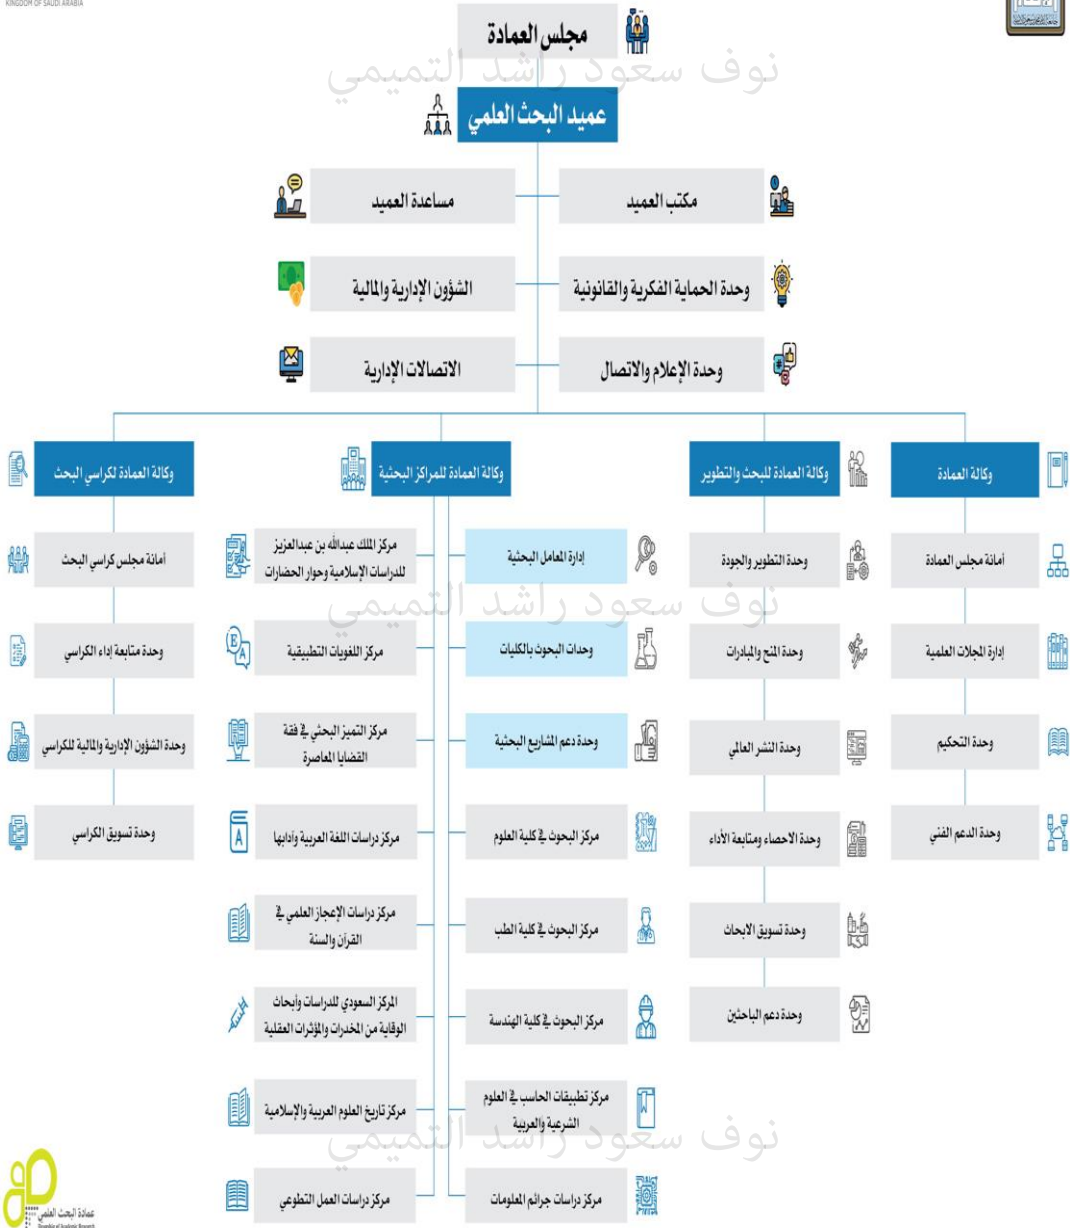 KINGDOM OF SAUDI ARABIA
مجلس العمادة
نوف سعود راشد التميمي
عميد البحث العلمي
مكتب العميد
مساعدة العميد
وحدة الحماية الفكرية والقانونية
الشؤون الإدارية والمالية
وحدة الإعلام والاتصال
الاتصالات الإدارية
وكالة العمادة
وكالة العمادة للبحث والتطوير
وكالة العمادة للمراكز البحثية
وكالة العمادة لكراسي البحث
أمانة مجلس العمادة
إدارة المجلات العلمية
وحدة التحكيم
وحدة الدعم الفني
وحدة التطوير والجودة
وحدة المنح والمبادرات
وحدة النشر العالمي
وحدة الاحصاء ومتابعة الأداء
وحدة تسويق الابحاث
وحدة دعم الباحثين
إدارة المعامل البحثية
وحدات البحوث بالكليات
وحدة دعم المشاريع البحثية
مركز البحوث في كلية العلوم
مركز البحوث في كلية الطب
مركز البحوث في كلية الهندسة
مركز تطبيقات الحاسب في العلوم
الشرعية والعربية
مركز دراسات جرائم المعلومات
مركز الملك عبدالله بن عبدالعزيز
للدراسات الإسلامية وحوار الحضارات
مركز اللغويات التطبيقية
مركز التميز البحثي في فقة
القضايا المعاصرة
مركز دراسات اللغة العربية وآدابها
مركز دراسات الإعجاز العلمي في
القرآن والسنة
المركز السعودي للدراسات وأبحاث
الوقاية من المخدرات والمؤثرات العقلية
مركز تاريخ العلوم العربية والإسلامية
مركز دراسات العمل التطوعي
أمانة مجلس كراسي البحث
وحدة متابعة إداء الكراسي
وحدة الشؤون الإدارية والمالية للكراسي
وحدة تسويق الكراسي
نوف سعود راشد التميمي
نوف سعود راشد التميمي
عمادة البحث العلمي
Deanship of Academic Research